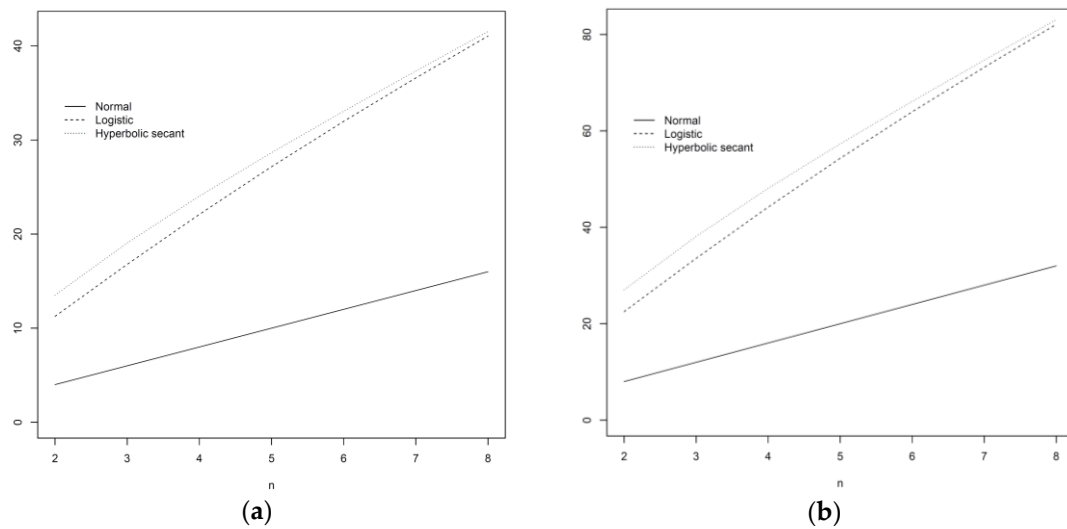 40
30
20
10
0
Normal
Logistic
Hyperbolic secant
2 3 4 5 6 7 8
n
(a)
80
60
40
20
0
Normal
Logistic
Hyperbolic secant
2 3 4 5 6 7 8
n
(b)